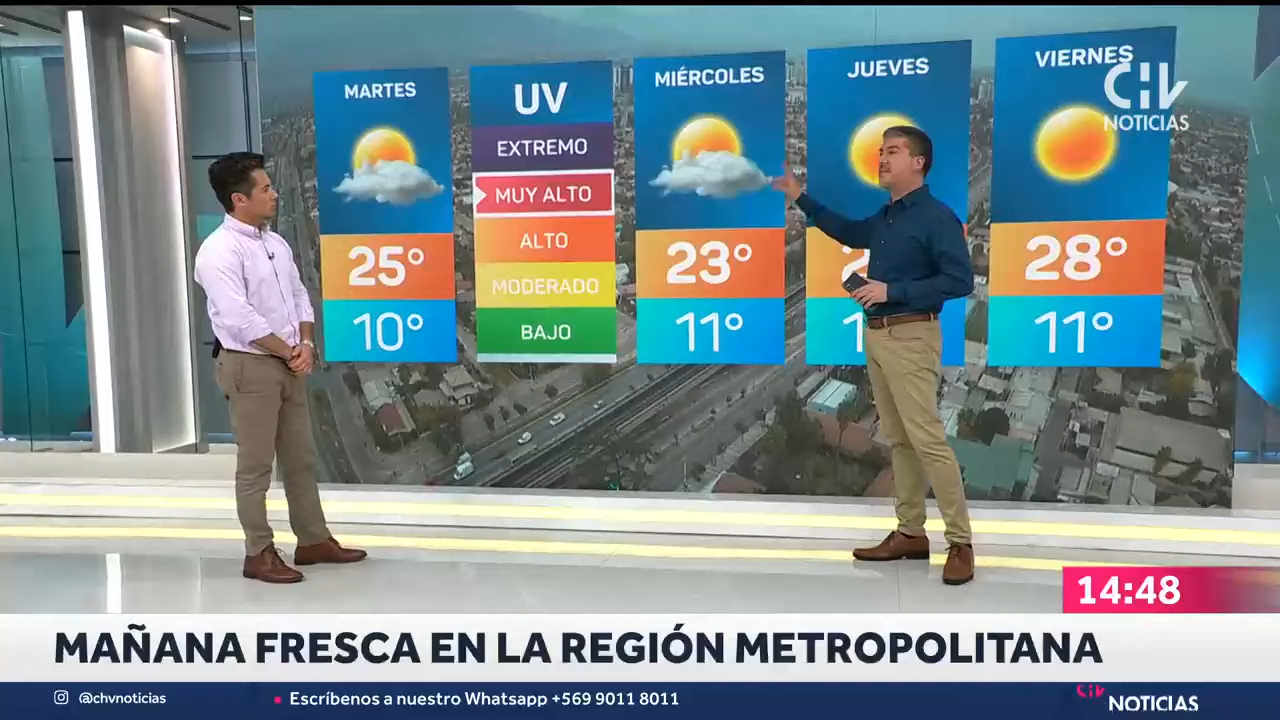 MARTES
25°
10°
UV
EXTREMO
MUY ALTO
ALTO
MODERADO
BAJO
MIÉRCOLES
23°
11°
JUEVES
VIERNES
28°
11°
CHV
NOTICIAS
14:48
MAÑANA FRESCA EN LA REGIÓN METROPOLITANA
@chvnoticias
Escríbenos a nuestro Whatsapp +569 9011 8011
CHV
NOTICIAS